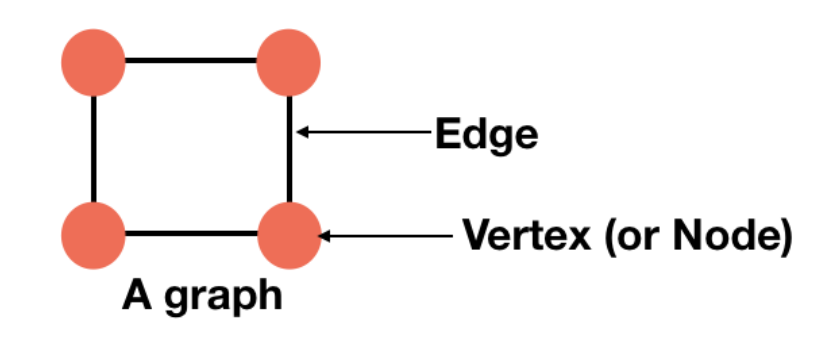 Edge
Vertex (or Node)
A graph